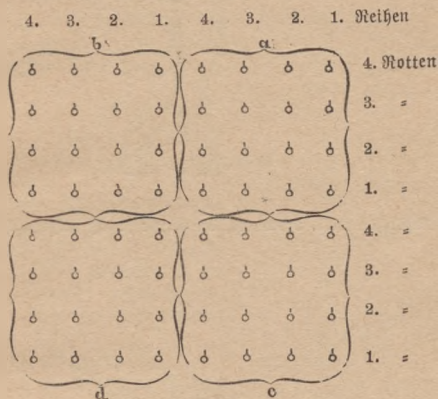 4. 3. 2. 1. 4. 3. 2. 1. Reihen
b a
4. Rotten
3. "
2. "
1. "
4. "
3. "
2. "
1. "
d c